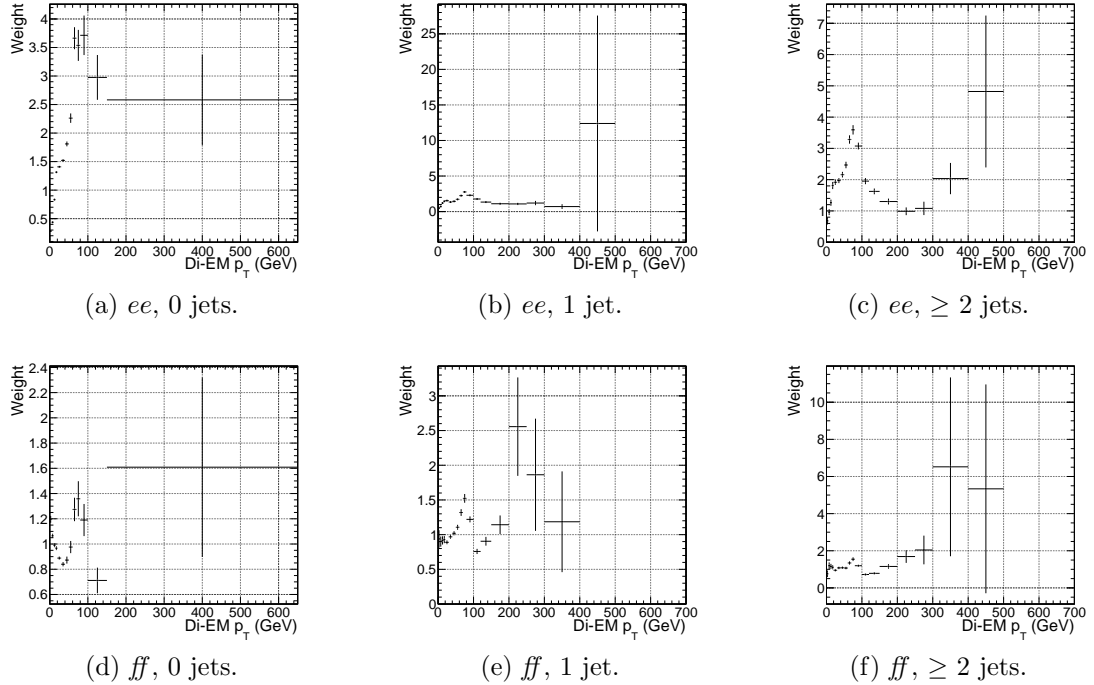 Weight
4
3.5
3
2.5
2
1.5
1
0.5
0 100 200 300 400 500 600
Di-EM p_T (GeV)
(a) ee, 0 jets.
Weight
25
20
15
10
5
0
0 100 200 300 400 500 600 700
Di-EM p_T (GeV)
(b) ee, 1 jet.
Weight
7
6
5
4
3
2
1
0
0 100 200 300 400 500 600 700
Di-EM p_T (GeV)
(c) ee, ≥ 2 jets.
Weight
2.4
2.2
2
1.8
1.6
1.4
1.2
1
0.8
0.6
0 100 200 300 400 500 600
Di-EM p_T (GeV)
(d) ff, 0 jets.
Weight
3
2.5
2
1.5
1
0.5
0
0 100 200 300 400 500 600 700
Di-EM p_T (GeV)
(e) ff, 1 jet.
Weight
10
8
6
4
2
0
0 100 200 300 400 500 600 700
Di-EM p_T (GeV)
(f) ff, ≥ 2 jets.